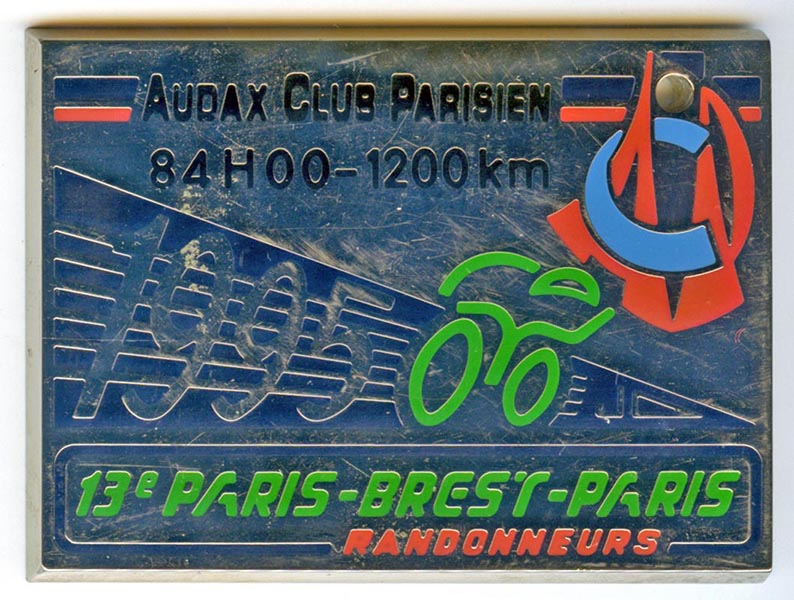 AUDAX CLUB PARISIEN
84H00-1200km
1995
13e PARIS-BREST-PARIS
RANDONNEURS